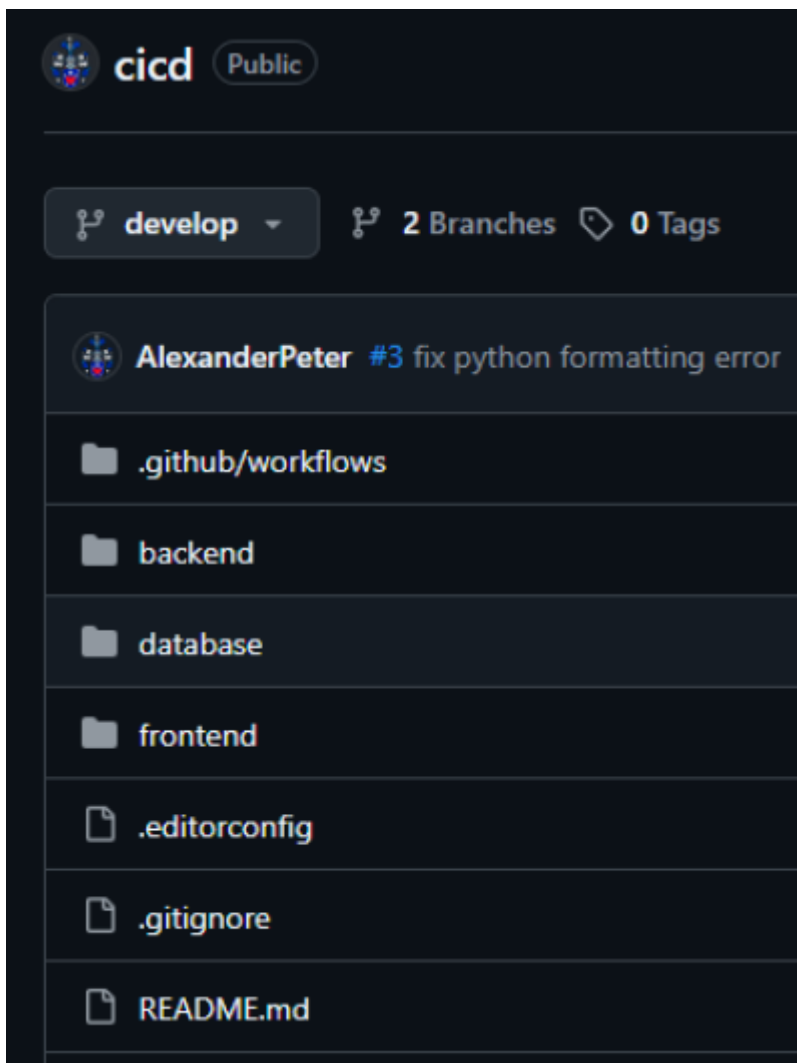 cicd Public
develop 2 Branches 0 Tags
AlexanderPeter #3 fix python formatting error
.github/workflows
backend
database
frontend
.editorconfig
.gitignore
README.md